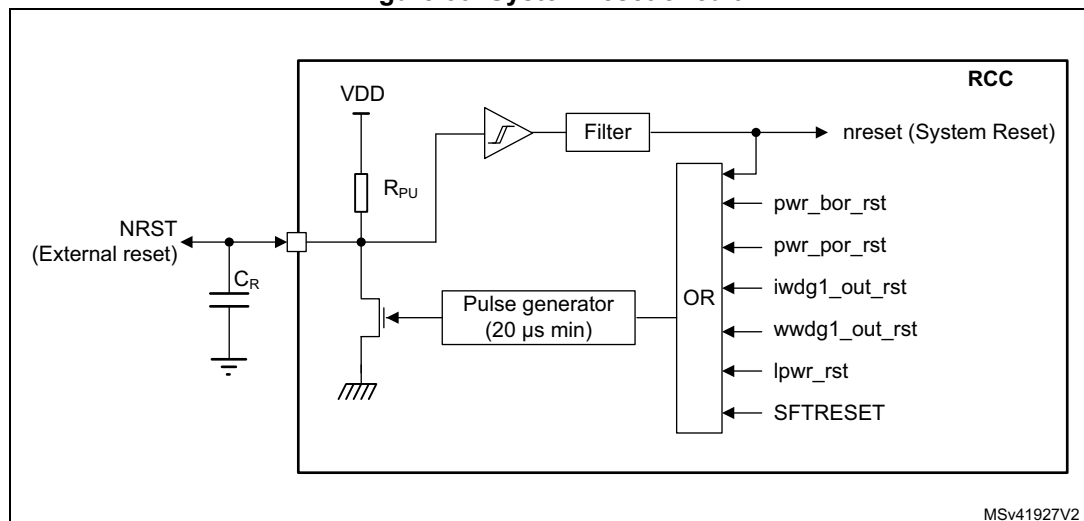 VDD
RCC
Filter
nreset (System Reset)
RPU
pwr_bor_rst
NRST
(External reset)
pwr_por_rst
CR
OR
iwdg1_out_rst
Pulse generator
(20 µs min)
wwdg1_out_rst
lpwr_rst
SFTRESET
MSv41927V2